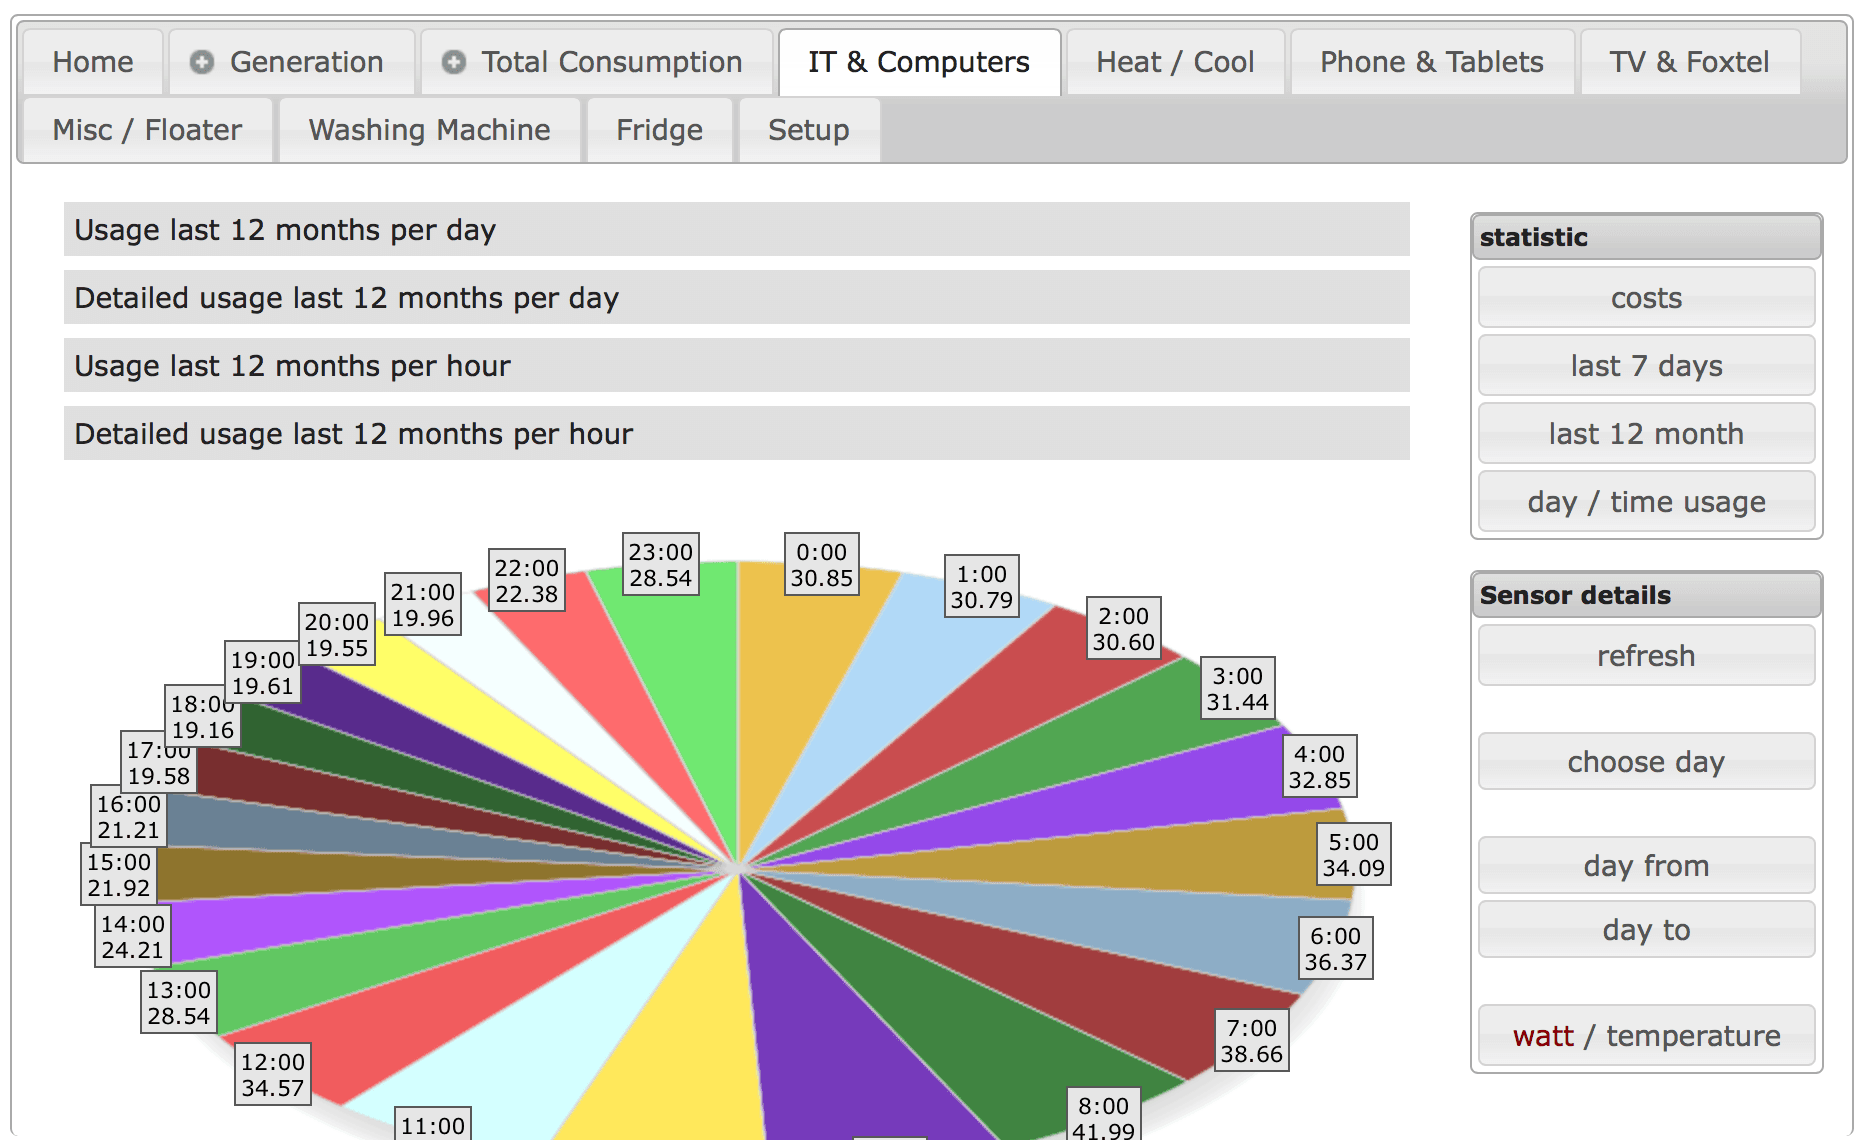 Home
Generation
Total Consumption
IT & Computers
Heat / Cool
Phone & Tablets
TV & Foxtel
Misc / Floater
Washing Machine
Fridge
Setup
Usage last 12 months per day
Detailed usage last 12 months per day
Usage last 12 months per hour
Detailed usage last 12 months per hour
statistic
costs
last 7 days
last 12 month
day / time usage
Sensor details
refresh
choose day
day from
day to
watt / temperature
0:00
30.85
1:00
30.79
2:00
30.60
3:00
31.44
4:00
32.85
5:00
34.09
6:00
36.37
7:00
38.66
8:00
41.99
11:00
12:00
34.57
13:00
28.54
14:00
24.21
15:00
21.92
16:00
21.21
17:00
19.58
18:00
19.16
19:00
19.61
20:00
19.55
21:00
19.96
22:00
22.38
23:00
28.54